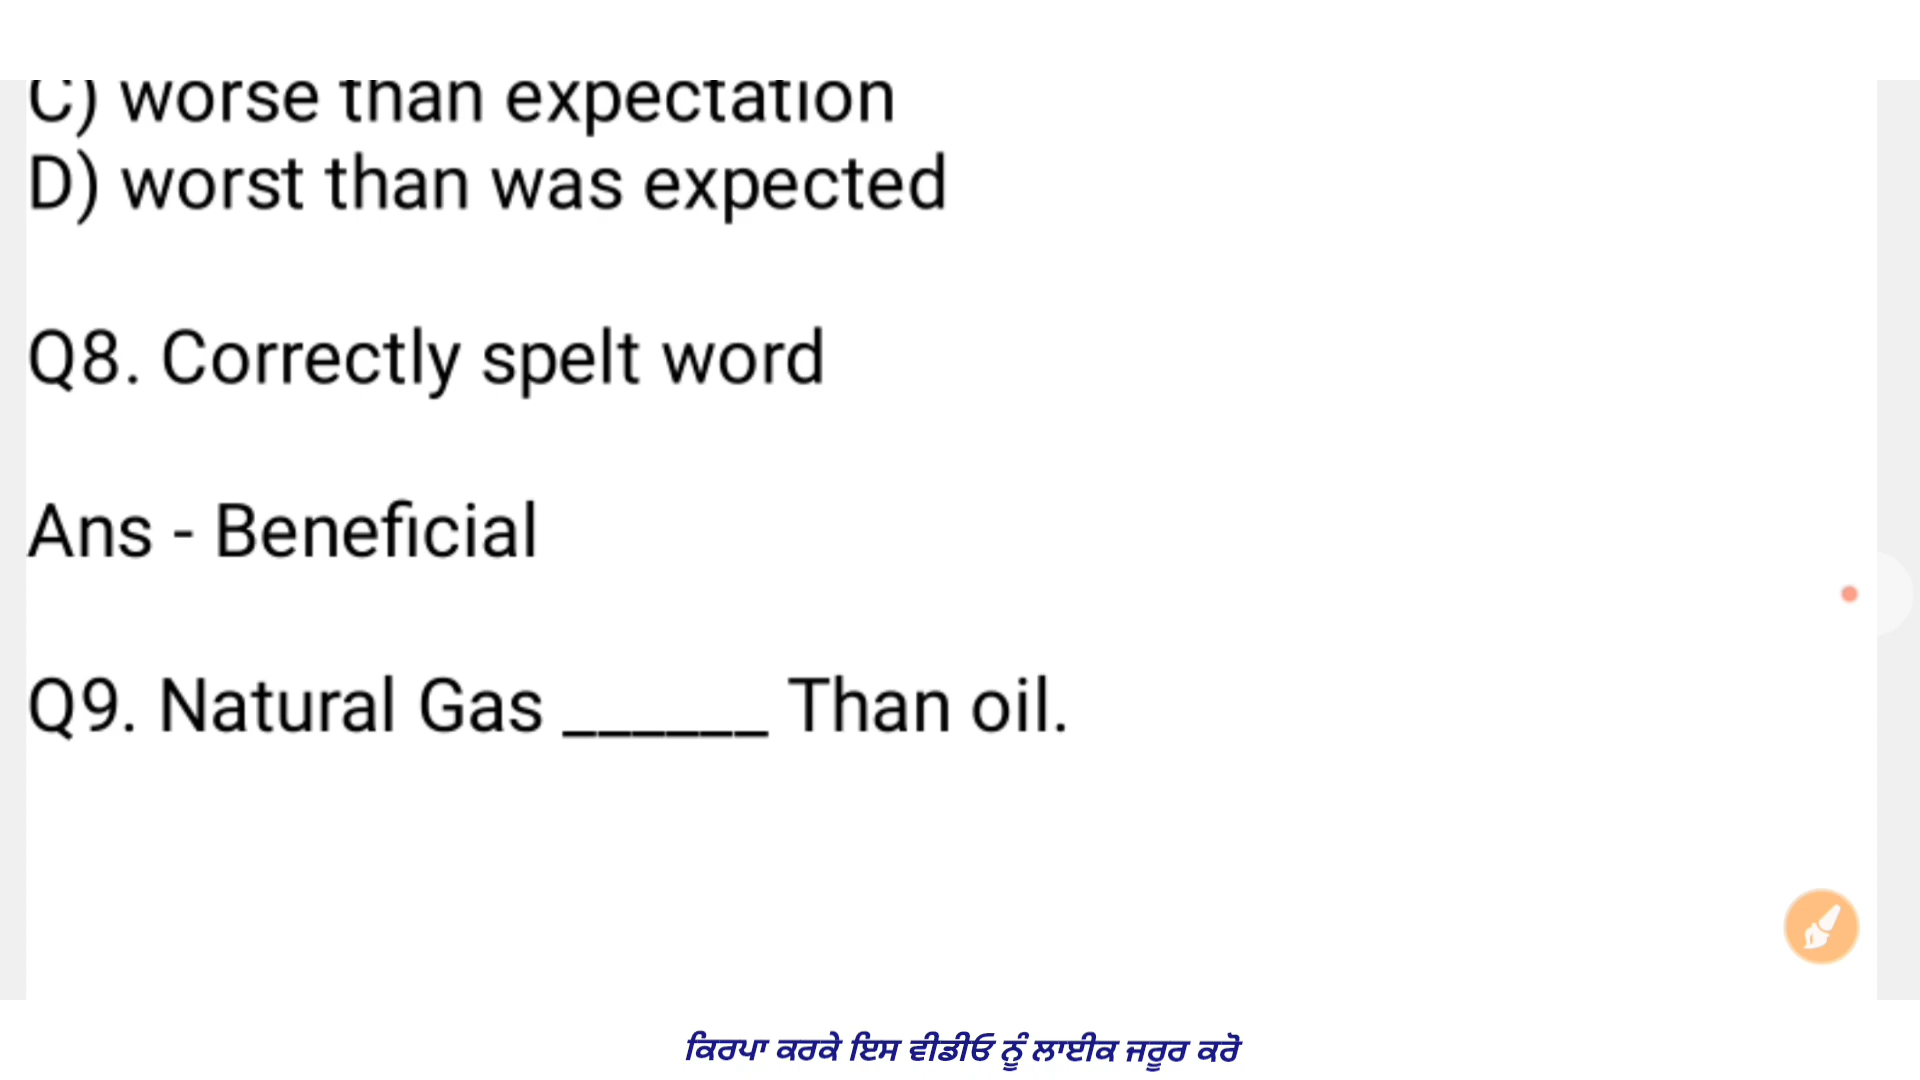 C) worse than expectation
D) worst than was expected
Q8. Correctly spelt word
Ans - Beneficial
Q9. Natural Gas ______ Than oil.
ਕਿਰਪਾ ਕਰਕੇ ਇਸ ਵੀਡੀਓ ਨੂੰ ਲਾਈਕ ਜਰੂਰ ਕਰੋ